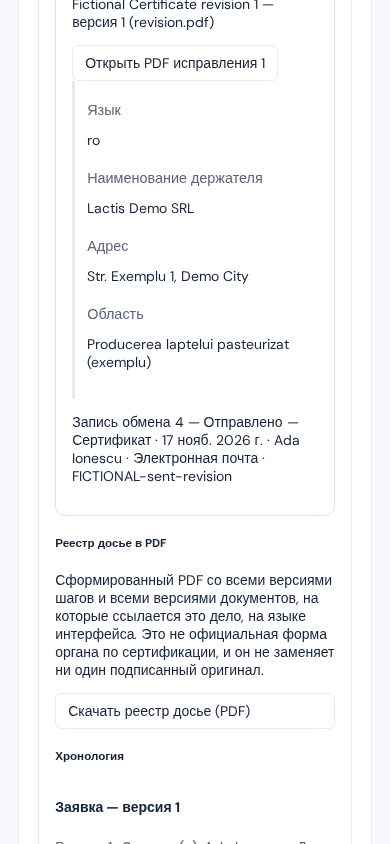 Fictional Certificate revision 1 —
версия 1 (revision.pdf)
Открыть PDF исправления 1
Язык
ro
Наименование держателя
Lactis Demo SRL
Адрес
Str. Exemplu 1, Demo City
Область
Producerea laptelui pasteurizat
(exemplu)
Запись обмена 4 — Отправлено —
Сертификат · 17 нояб. 2026 г. · Ada
Ionescu · Электронная почта ·
FICTIONAL-sent-revision
Реестр досье в PDF
Сформированный PDF со всеми версиями
шагов и всеми версиями документов, на
которые ссылается это дело, на языке
интерфейса. Это не официальная форма
органа по сертификации, и он не заменяет
ни один подписанный оригинал.
Скачать реестр досье (PDF)
Хронология
Заявка — версия 1